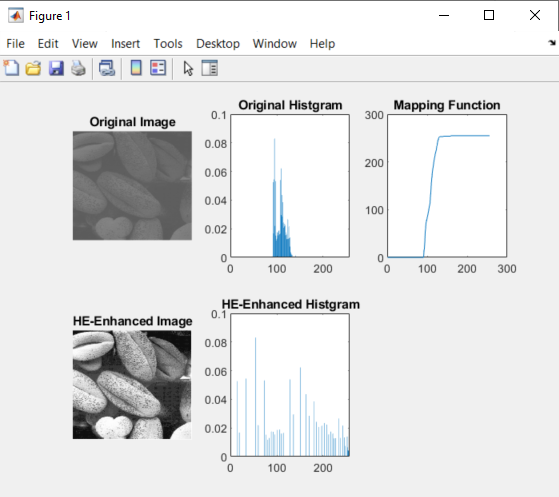 Figure 1
File Edit View Insert Tools Desktop Window Help
Original Image
Original Histgram
Mapping Function
0.1
0.08
0.06
0.04
0.02
0
0 100 200
300
200
100
0
0 100 200 300
HE-Enhanced Image
HE-Enhanced Histgram
0.1
0.08
0.06
0.04
0.02
0
0 100 200